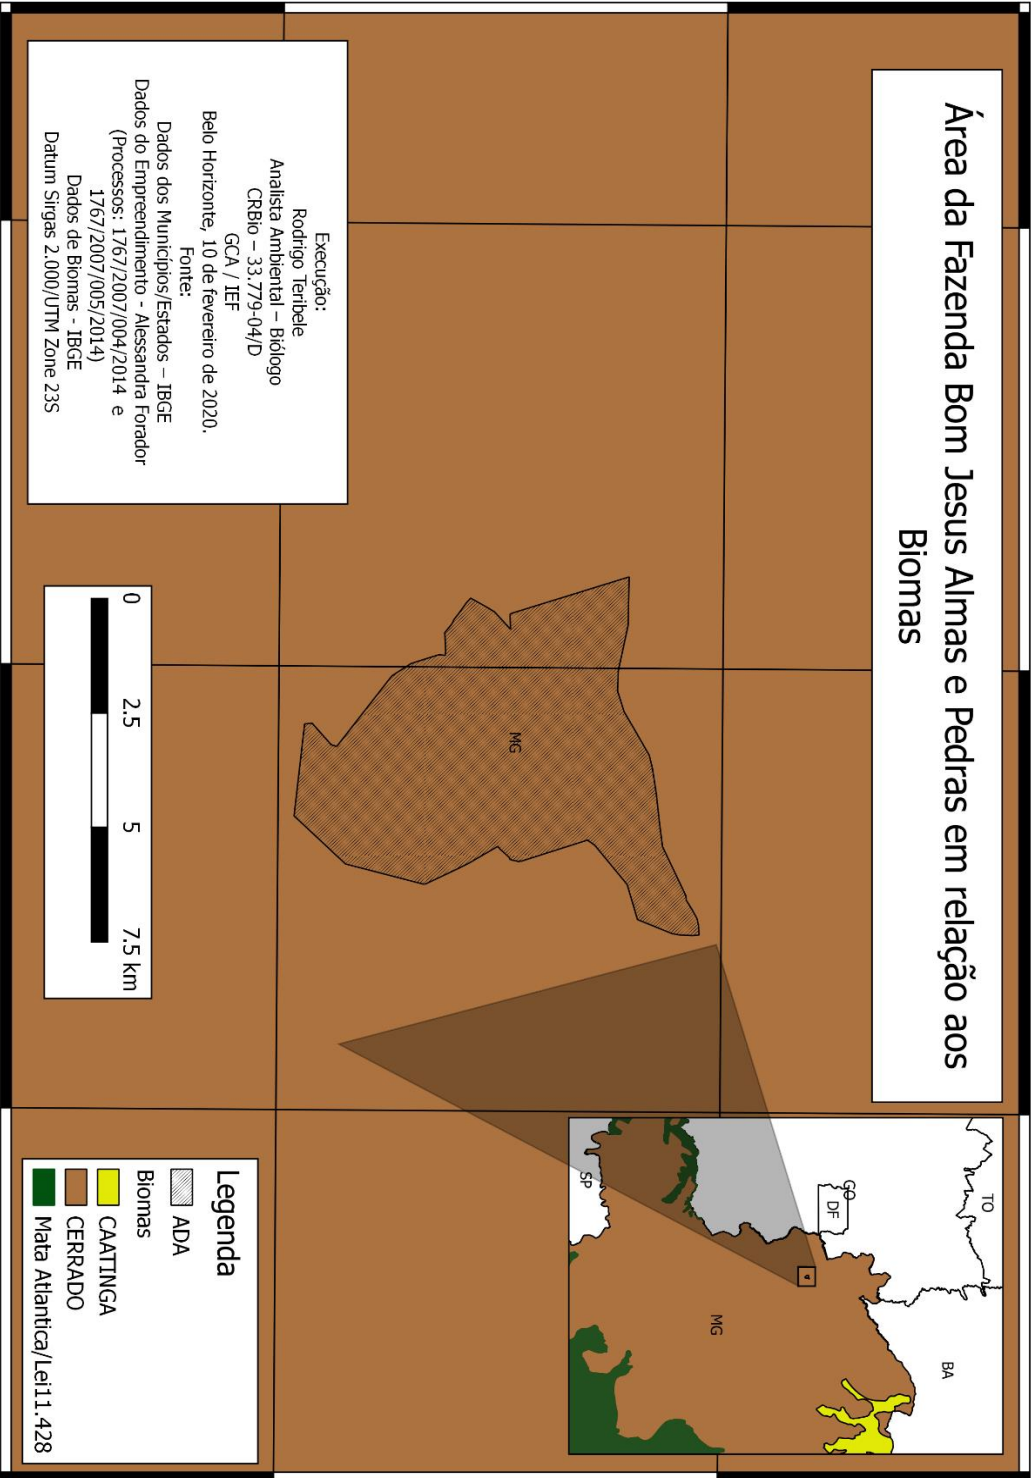 Área da Fazenda Bom Jesus Almas e Pedras em relação aos
Biomas
TO
GO
DF
BA
MG
SP
MG
Execução:
Rodrigo Teribele
Analista Ambiental – Biólogo
CRBio – 33.779-04/D
GCA / IEF
Belo Horizonte, 10 de fevereiro de 2020.
Fonte:
Dados dos Municípios/Estados – IBGE
Dados do Empreendimento - Alessandra Forador
(Processos: 1767/2007/004/2014 e
1767/2007/005/2014)
Dados de Biomas - IBGE
Datum Sirgas 2.000/UTM Zone 23S
0 2.5 5 7.5 km
Legenda
ADA
Biomas
CAATINGA
CERRADO
Mata Atlantica/Lei11.428